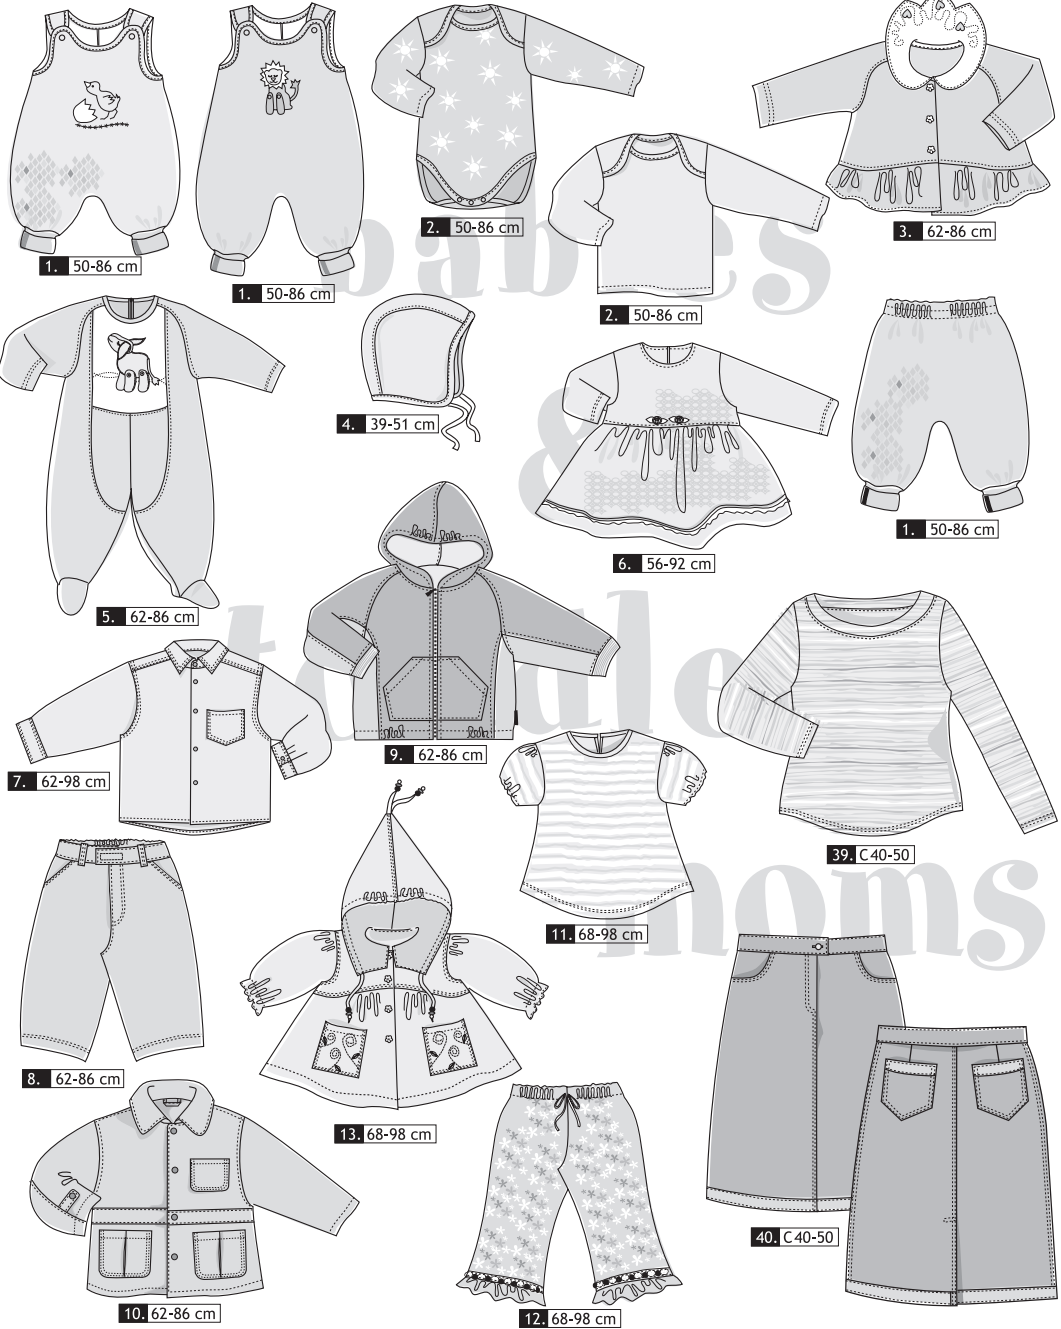 1. 50-86 cm
1. 50-86 cm
2. 50-86 cm
2. 50-86 cm
3. 62-86 cm
babies
4. 39-51 cm
&
5. 62-86 cm
6. 56-92 cm
1. 50-86 cm
toddlers
7. 62-98 cm
9. 62-86 cm
39. C40-50
11. 68-98 cm
moms
8. 62-86 cm
13. 68-98 cm
10. 62-86 cm
12. 68-98 cm
40. C40-50